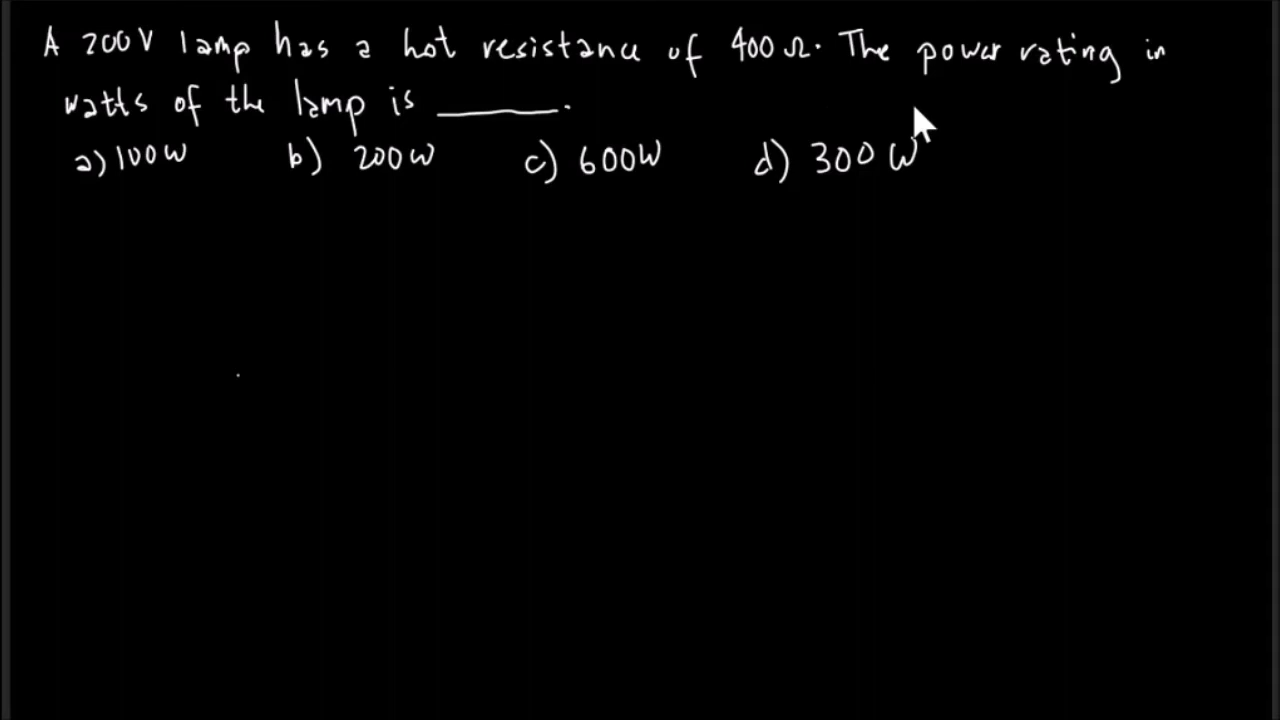 A 200V lamp has a hot resistance of 400 Ω. The power rating in
watts of the lamp is ______.
a) 100W b) 200W c) 600W d) 300W